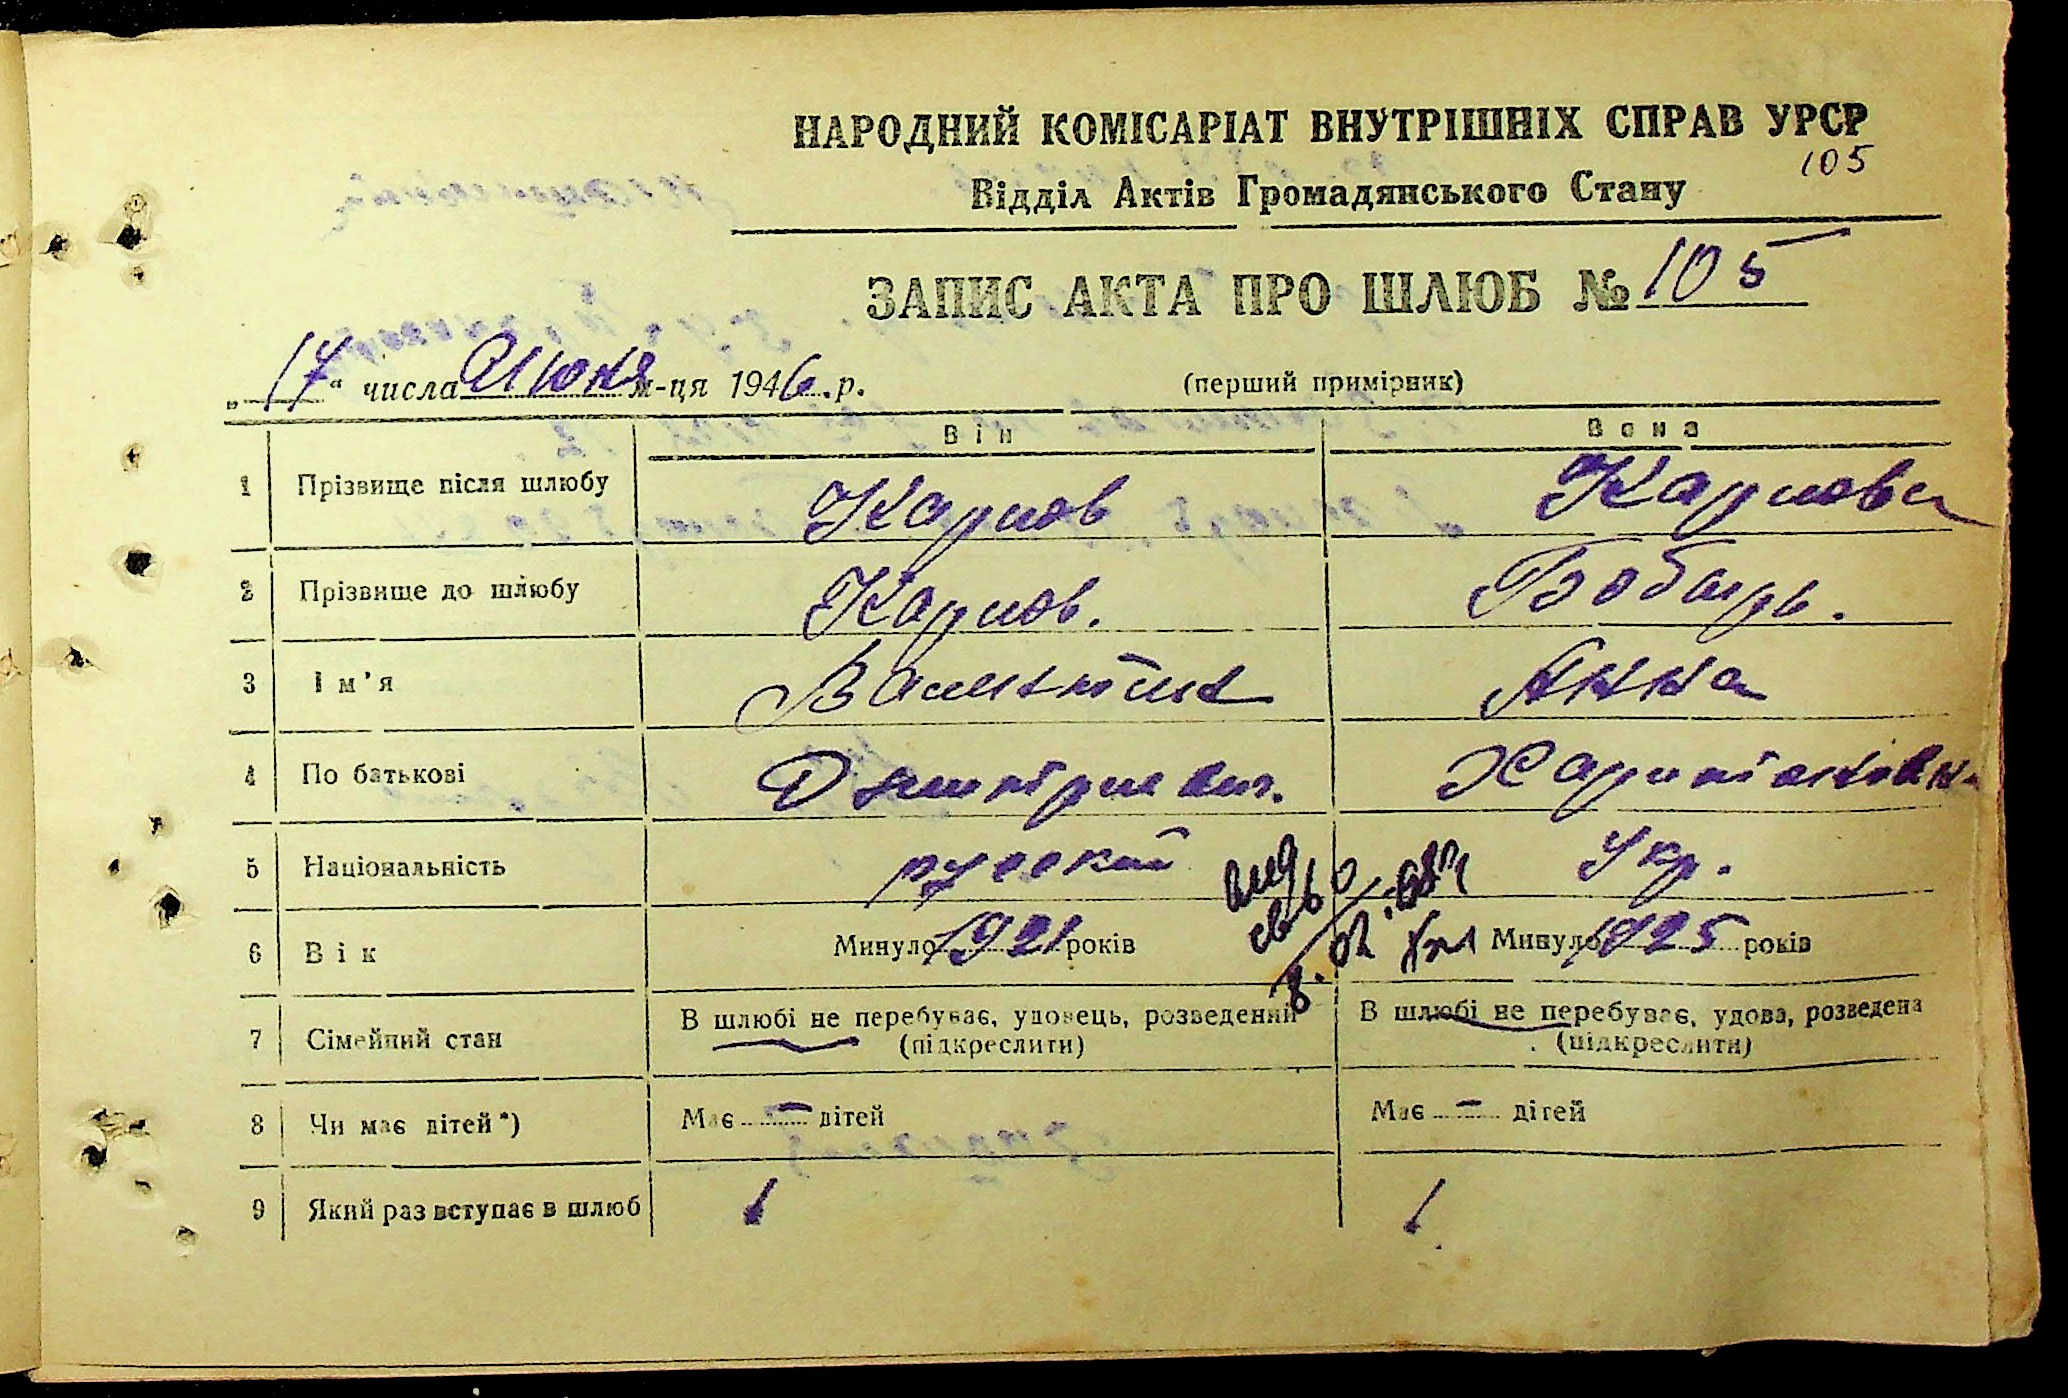 НАРОДНИЙ КОМІСАРІАТ ВНУТРІШНІХ СПРАВ УРСР
105
Відділ Актів Громадянського Стану
ЗАПИС АКТА ПРО ШЛЮБ № 105
„17“ числа Июня м-ця 1946.р. (перший примірник)
Він Вона
1 Прізвище після шлюбу Карпов Карпова
2 Прізвище до шлюбу Карпов. Бобырь.
3 Ім'я Валентин Анна
4 По батькові Дмитриевич. Харитоновна
5 Національність русский Укр.
6 Вік Минуло 1921 років Минуло 1925 років
7 Сімейний стан В шлюбі не перебуває, удовець, розведений В шлюбі не перебуває, удова, розведена
(підкреслити) (підкреслити)
8 Чи має дітей*) Має – дітей Має – дітей
9 Який раз вступає в шлюб 1 1